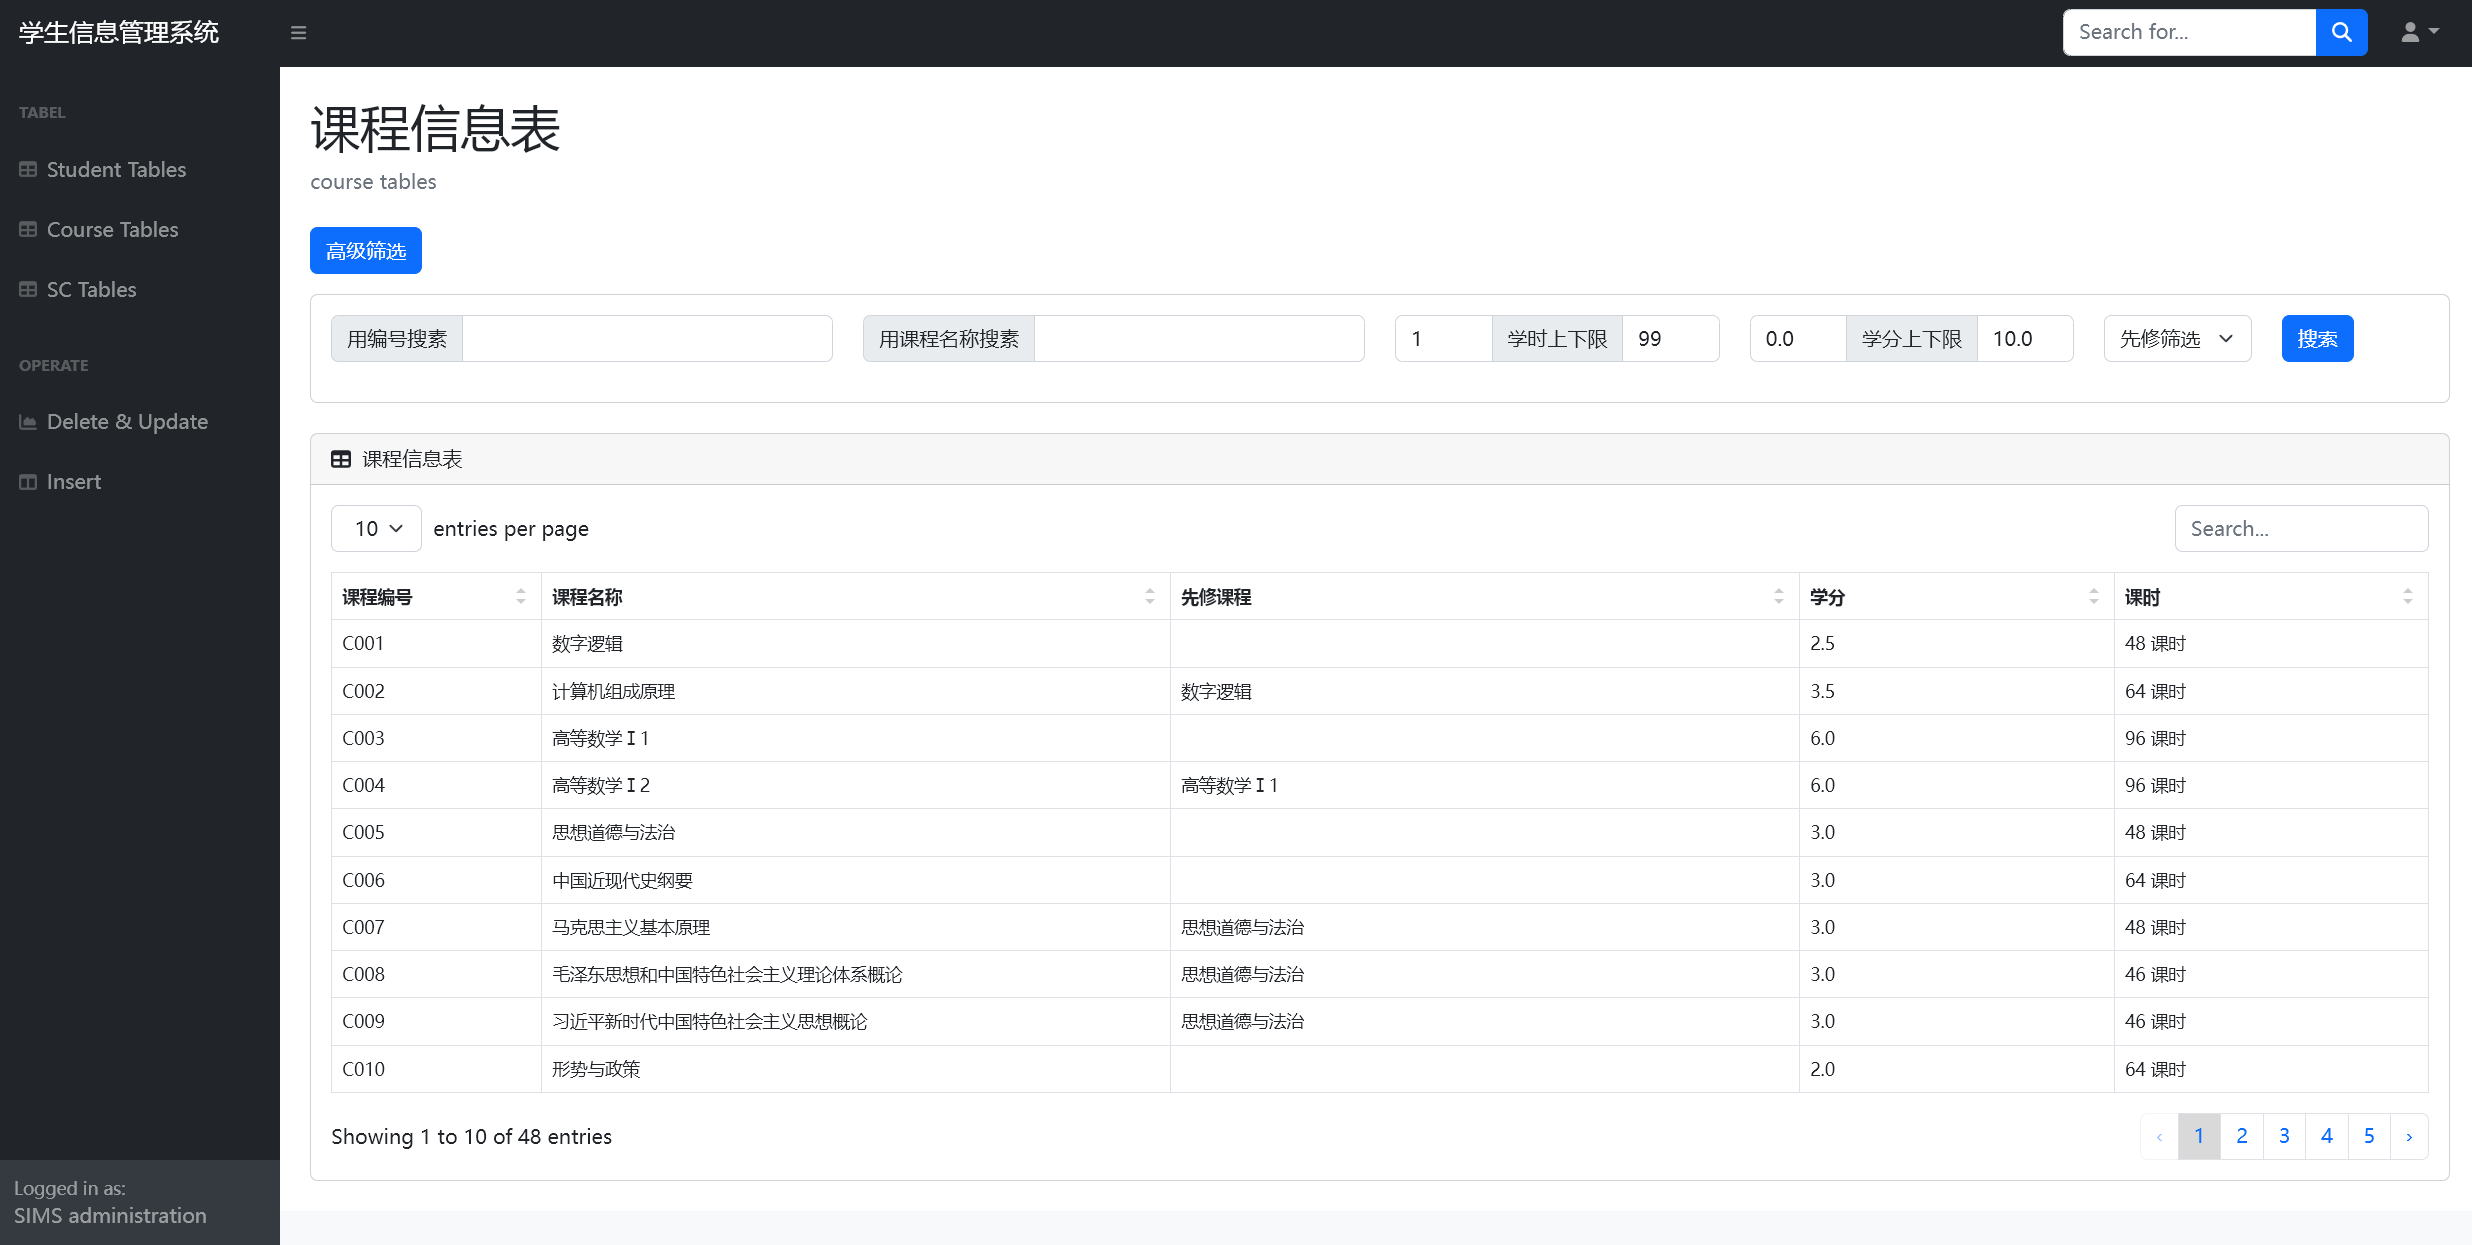 学生信息管理系统
Search for...
TABEL
Student Tables
Course Tables
SC Tables
OPERATE
Delete & Update
Insert
Logged in as:
SIMS administration
课程信息表
course tables
高级筛选
用编号搜素 用课程名称搜素 1 学时上下限 99 0.0 学分上下限 10.0 先修筛选 搜索
课程信息表
10 entries per page Search...
课程编号 课程名称 先修课程 学分 课时
C001 数字逻辑 2.5 48 课时
C002 计算机组成原理 数字逻辑 3.5 64 课时
C003 高等数学 I 1 6.0 96 课时
C004 高等数学 I 2 高等数学 I 1 6.0 96 课时
C005 思想道德与法治 3.0 48 课时
C006 中国近现代史纲要 3.0 64 课时
C007 马克思主义基本原理 思想道德与法治 3.0 48 课时
C008 毛泽东思想和中国特色社会主义理论体系概论 思想道德与法治 3.0 46 课时
C009 习近平新时代中国特色社会主义思想概论 思想道德与法治 3.0 46 课时
C010 形势与政策 2.0 64 课时
Showing 1 to 10 of 48 entries ‹ 1 2 3 4 5 ›